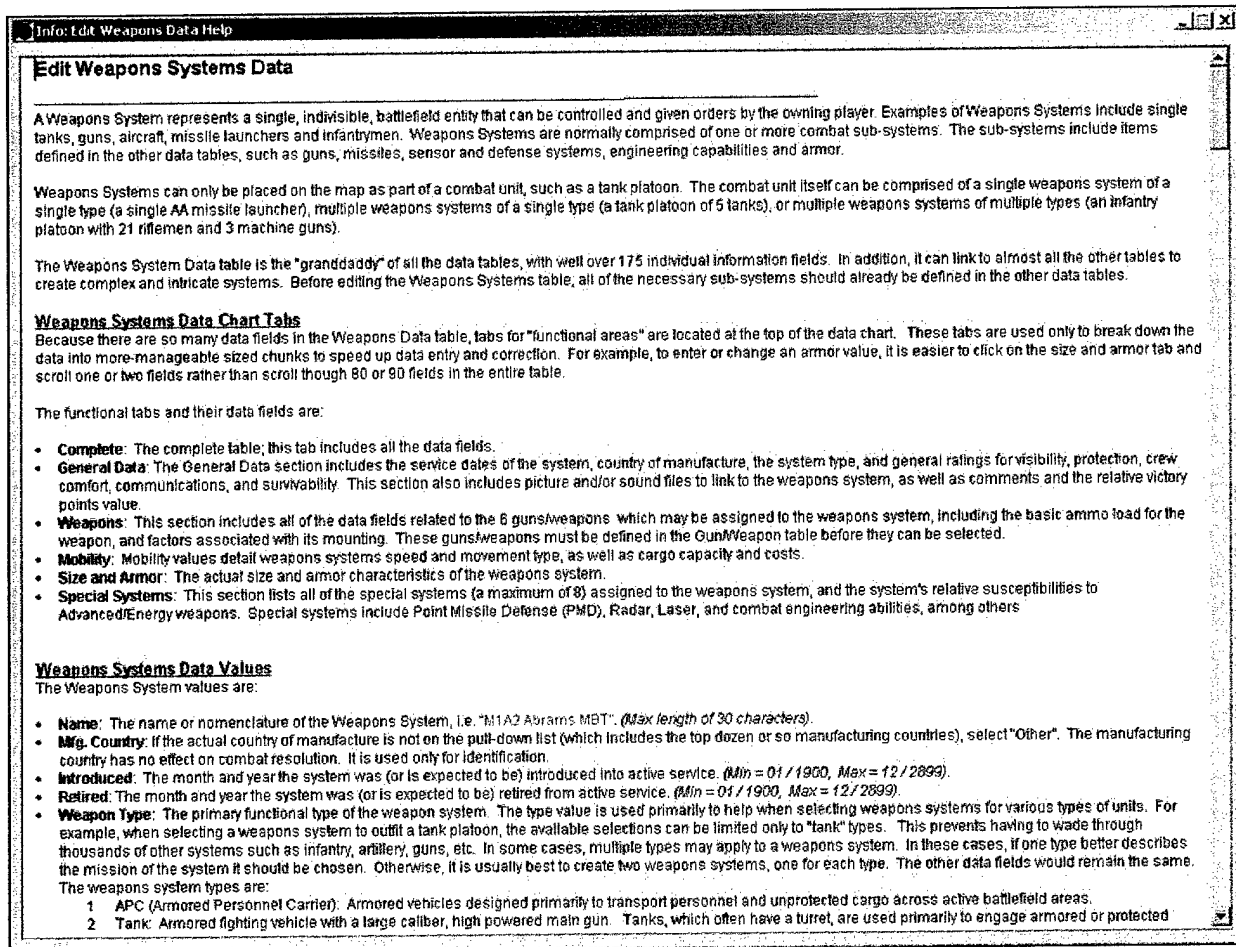 Info: Edit Weapons Data Help
Edit Weapons Systems Data
A Weapons System represents a single, indivisible, battlefield entity that can be controlled and given orders by the owning player. Examples of Weapons Systems include single
tanks, guns, aircraft, missile launchers and infantrymen. Weapons Systems are normally comprised of one or more combat sub-systems. The sub-systems include items
defined in the other data tables, such as guns, missiles, sensor and defense systems, engineering capabilities and armor.
Weapons Systems can only be placed on the map as part of a combat unit, such as a tank platoon. The combat unit itself can be comprised of a single weapons system of a
single type (a single AA missile launcher), multiple weapons systems of a single type (a tank platoon of 5 tanks), or multiple weapons systems of multiple types (an infantry
platoon with 21 riflemen and 3 machine guns).
The Weapons System Data table is the "granddaddy" of all the data tables, with well over 175 individual information fields. In addition, it can link to almost all the other tables to
create complex and intricate systems. Before editing the Weapons Systems table, all of the necessary sub-systems should already be defined in the other data tables.
Weapons Systems Data Chart Tabs
Because there are so many data fields in the Weapons Data table, tabs for "functional areas" are located at the top of the data chart. These tabs are used only to break down the
data into more-manageable sized chunks to speed up data entry and correction. For example, to enter or change an armor value, it is easier to click on the size and armor tab and
scroll one or two fields rather than scroll though 80 or 90 fields in the entire table.
The functional tabs and their data fields are:
• Complete: The complete table; this tab includes all the data fields.
• General Data: The General Data section includes the service dates of the system, country of manufacture, the system type, and general ratings for visibility, protection, crew
comfort, communications, and survivability. This section also includes picture and/or sound files to link to the weapons system, as well as comments and the relative victory
points value.
• Weapons: This section includes all of the data fields related to the 6 guns/weapons which may be assigned to the weapons system, including the basic ammo load for the
weapon, and factors associated with its mounting. These guns/weapons must be defined in the Gun/Weapon table before they can be selected.
• Mobility: Mobility values detail weapons systems speed and movement type, as well as cargo capacity and costs.
• Size and Armor: The actual size and armor characteristics of the weapons system.
• Special Systems: This section lists all of the special systems (a maximum of 8) assigned to the weapons system, and the system's relative susceptibilities to
Advanced/Energy weapons. Special systems include Point Missile Defense (PMD), Radar, Laser, and combat engineering abilities, among others
Weapons Systems Data Values
The Weapons System values are:
• Name: The name or nomenclature of the Weapons System, i.e. "M1A2 Abrams MBT". (Max length of 30 characters).
• Mfg. Country: If the actual country of manufacture is not on the pull-down list (which includes the top dozen or so manufacturing countries), select "Other". The manufacturing
country has no effect on combat resolution. It is used only for identification.
• Introduced: The month and year the system was (or is expected to be) introduced into active service. (Min = 01 / 1900, Max = 12 / 2899).
• Retired: The month and year the system was (or is expected to be) retired from active service. (Min = 01 / 1900, Max = 12 / 2899).
• Weapon Type: The primary functional type of the weapon system. The type value is used primarily to help when selecting weapons systems for various types of units. For
example, when selecting a weapons system to outfit a tank platoon, the available selections can be limited only to "tank" types. This prevents having to wade through
thousands of other systems such as infantry, artillery, guns, etc. In some cases, multiple types may apply to a weapons system. In these cases, if one type better describes
the mission of the system it should be chosen. Otherwise, it is usually best to create two weapons systems, one for each type. The other data fields would remain the same.
The weapons system types are:
1 APC (Armored Personnel Carrier): Armored vehicles designed primarily to transport personnel and unprotected cargo across active battlefield areas.
2 Tank: Armored fighting vehicle with a large caliber, high powered main gun. Tanks, which often have a turret, are used primarily to engage armored or protected